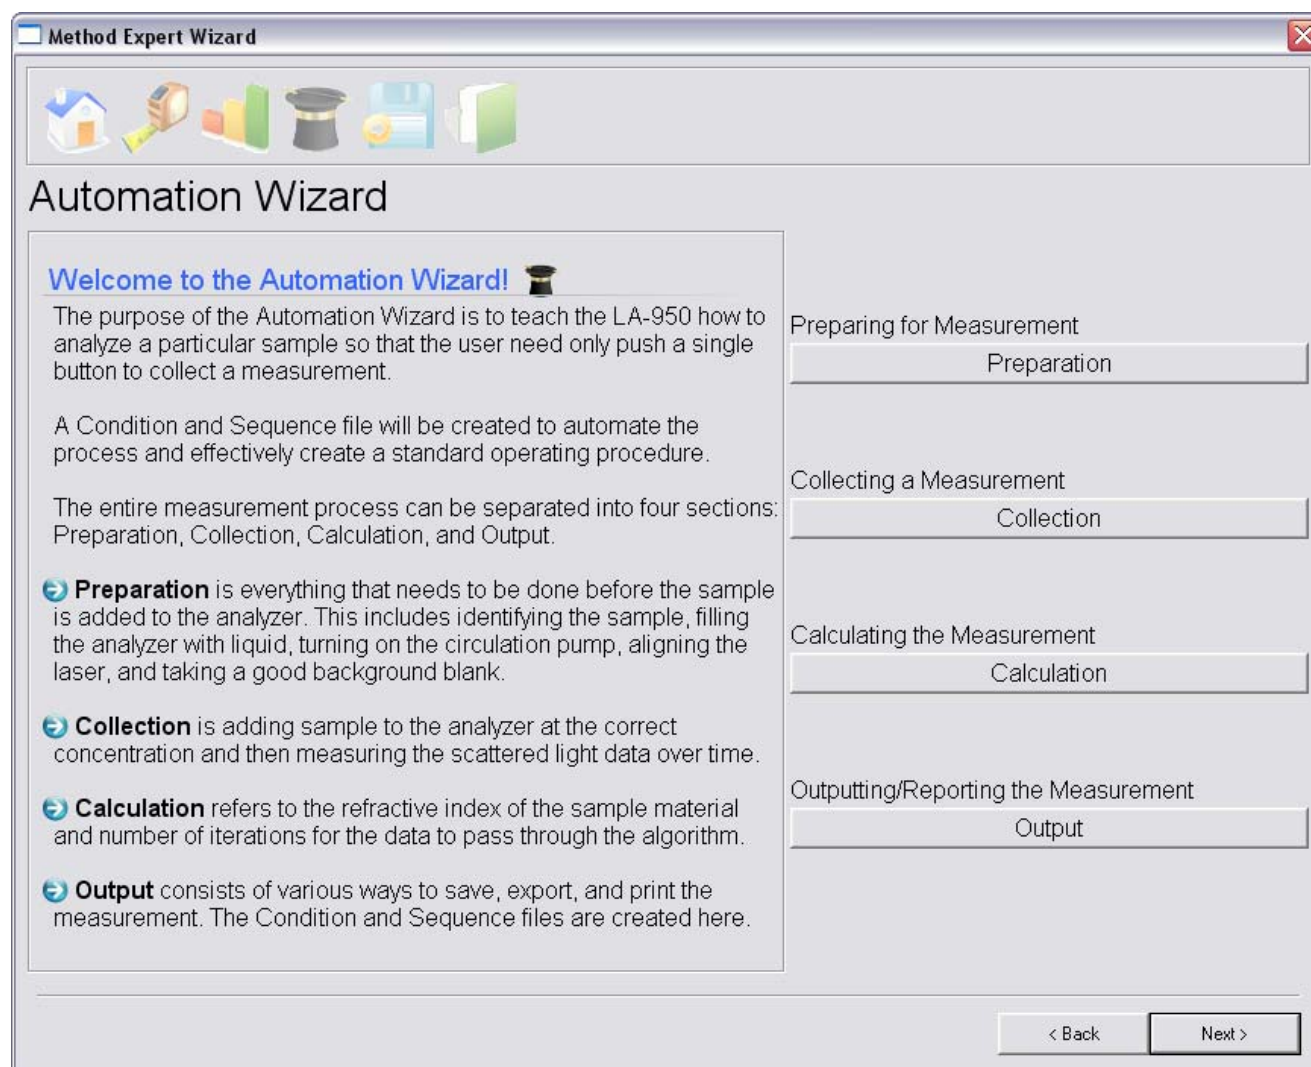 Method Expert Wizard
Automation Wizard
Welcome to the Automation Wizard!
The purpose of the Automation Wizard is to teach the LA-950 how to
analyze a particular sample so that the user need only push a single
button to collect a measurement.
A Condition and Sequence file will be created to automate the
process and effectively create a standard operating procedure.
The entire measurement process can be separated into four sections:
Preparation, Collection, Calculation, and Output.
Preparation is everything that needs to be done before the sample
is added to the analyzer. This includes identifying the sample, filling
the analyzer with liquid, turning on the circulation pump, aligning the
laser, and taking a good background blank.
Collection is adding sample to the analyzer at the correct
concentration and then measuring the scattered light data over time.
Calculation refers to the refractive index of the sample material
and number of iterations for the data to pass through the algorithm.
Output consists of various ways to save, export, and print the
measurement. The Condition and Sequence files are created here.
Preparing for Measurement
Preparation
Collecting a Measurement
Collection
Calculating the Measurement
Calculation
Outputting/Reporting the Measurement
Output
< Back
Next >